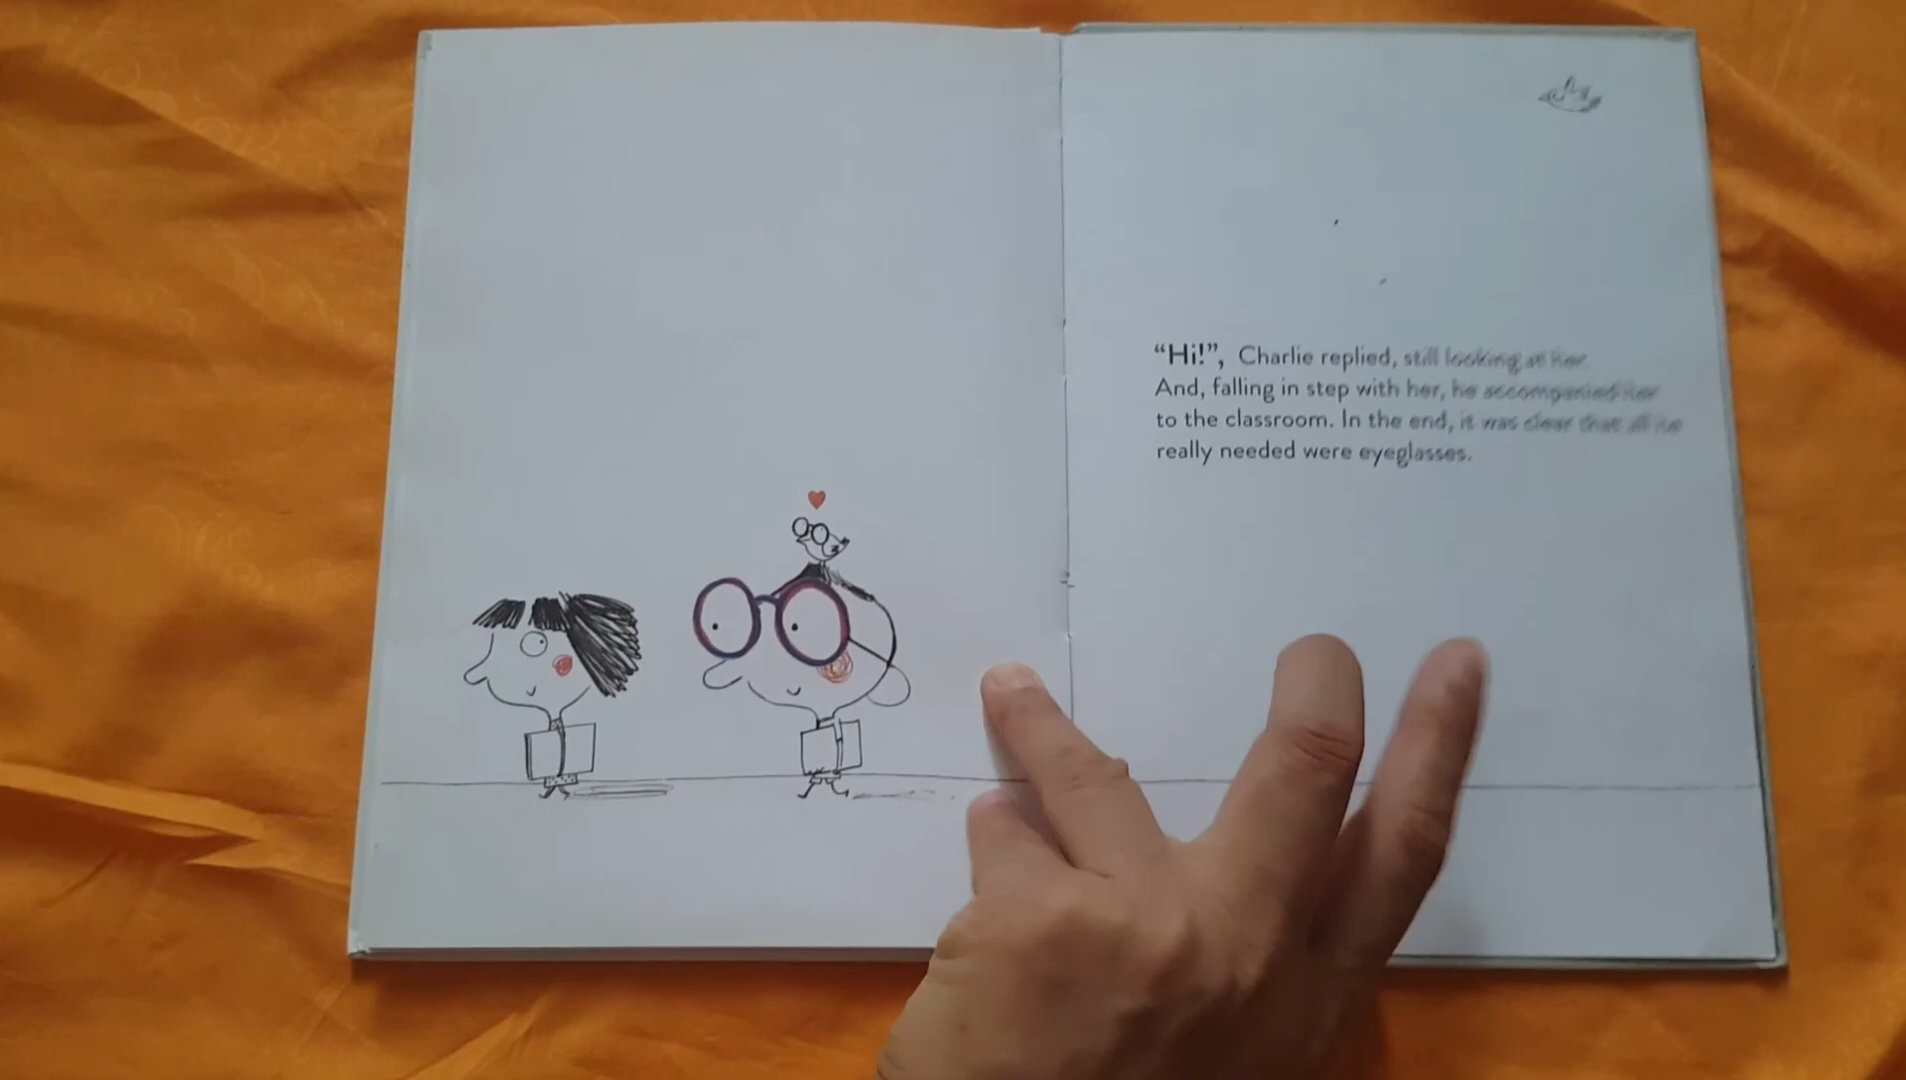 “Hi!”, Charlie replied, still looking at her.
And, falling in step with her, he accompanied her
to the classroom. In the end, it was clear that all he
really needed were eyeglasses.